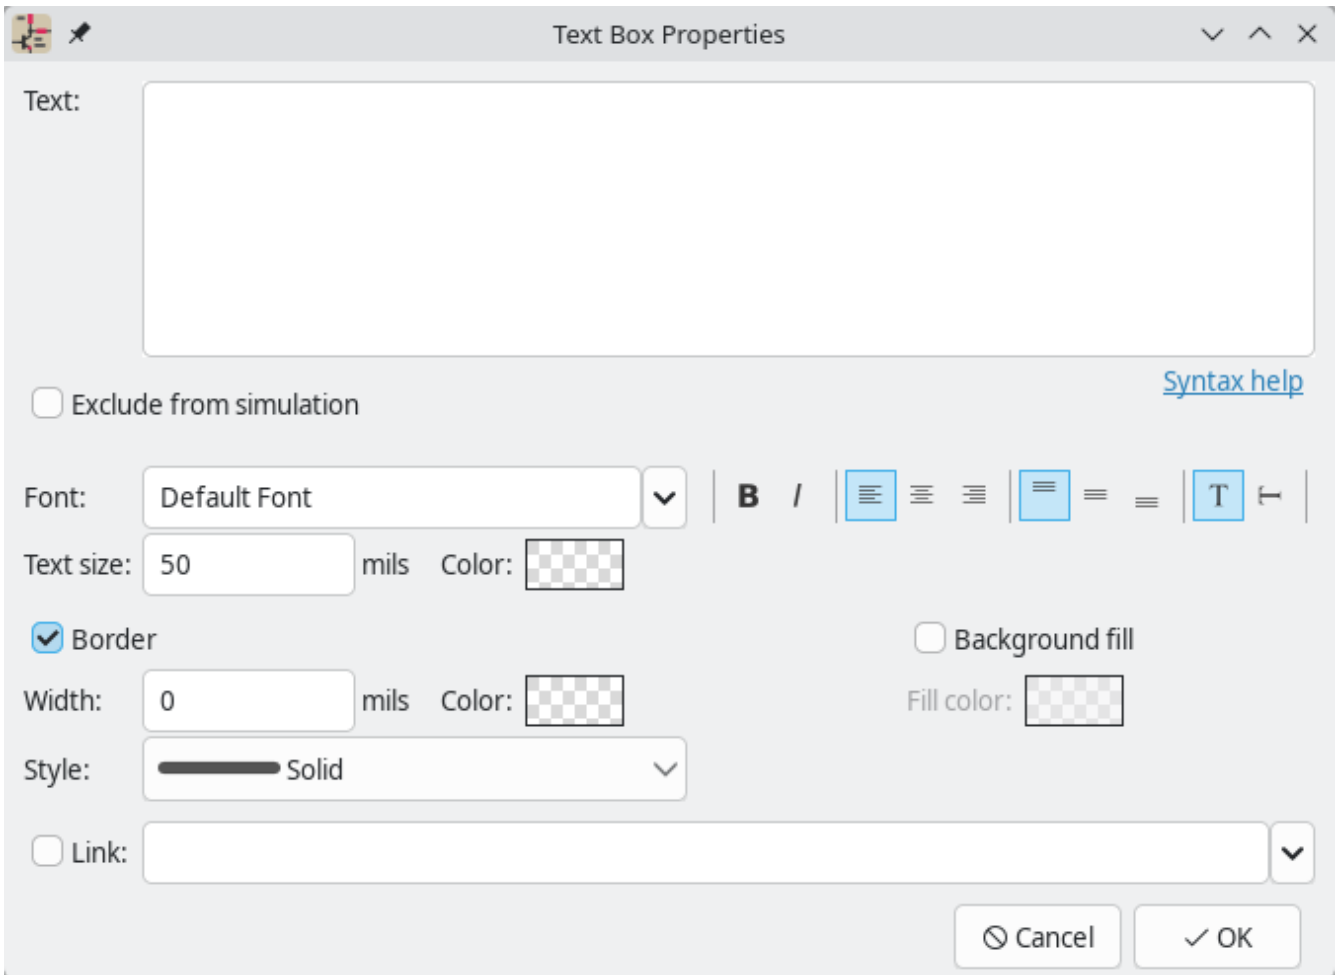 Text Box Properties
Text:
Syntax help
Exclude from simulation
Font: Default Font B I T T
Text size: 50 mils Color:
Border Background fill
Width: 0 mils Color: Fill color:
Style: Solid
Link:
Cancel OK